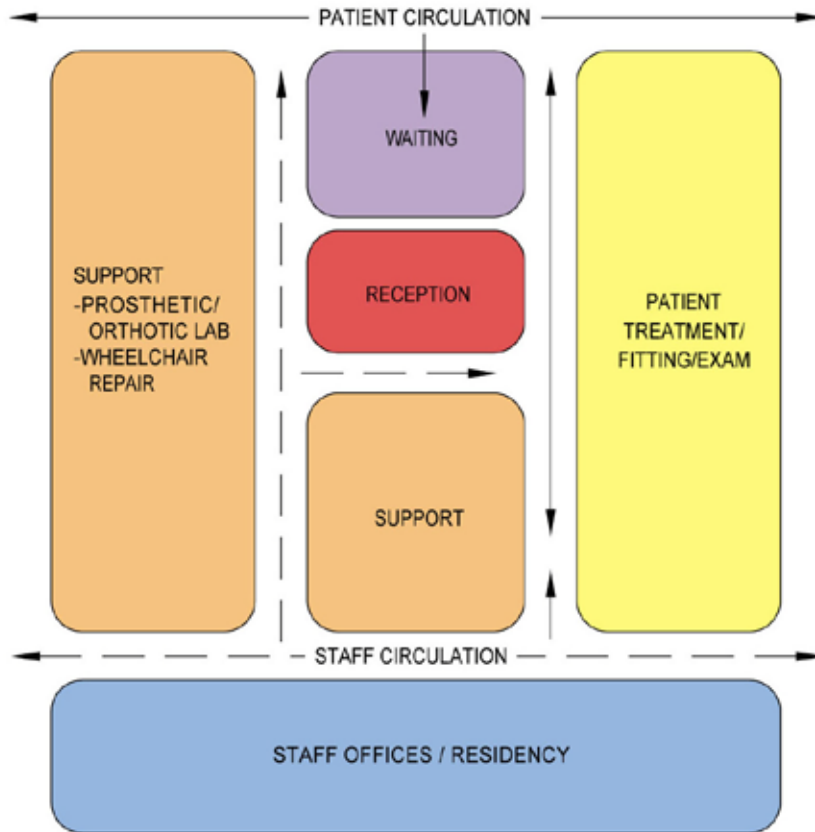 PATIENT CIRCULATION
WAITING
RECEPTION
SUPPORT
-PROSTHETIC/
ORTHOTIC LAB
-WHEELCHAIR
REPAIR
PATIENT
TREATMENT/
FITTING/EXAM
SUPPORT
STAFF CIRCULATION
STAFF OFFICES / RESIDENCY